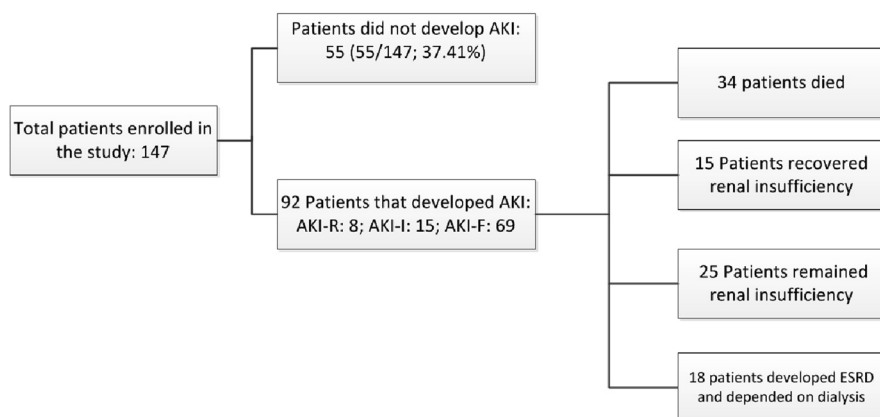 Patients did not develop AKI:
55 (55/147; 37.41%)
Total patients enrolled in
the study: 147
92 Patients that developed AKI:
AKI-R: 8; AKI-I: 15; AKI-F: 69
34 patients died
15 Patients recovered
renal insufficiency
25 Patients remained
renal insufficiency
18 patients developed ESRD
and depended on dialysis